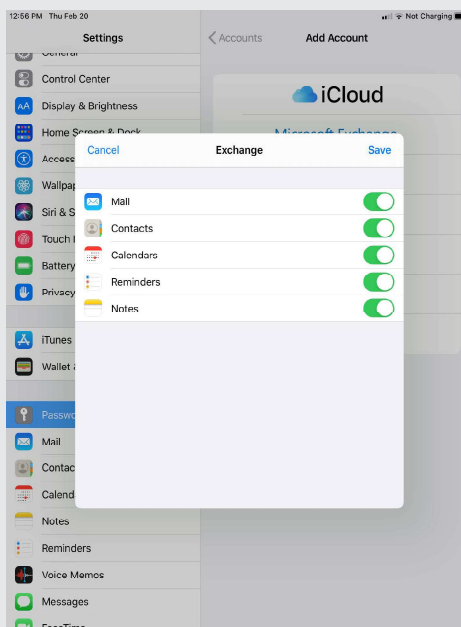 12:56 PM Thu Feb 20
Not Charging
Settings
Accounts
Add Account
General
Control Center
Display & Brightness
Home Screen & Dock
Access
Wallpap
Siri & S
Touch I
Battery
Privacy
iTunes
Wallet &
Passwo
Mail
Contac
Calend
Notes
Reminders
Voice Memos
Messages
FaceTime
iCloud
Microsoft Exchange
Cancel
Exchange
Save
Mail
Contacts
Calendars
Reminders
Notes